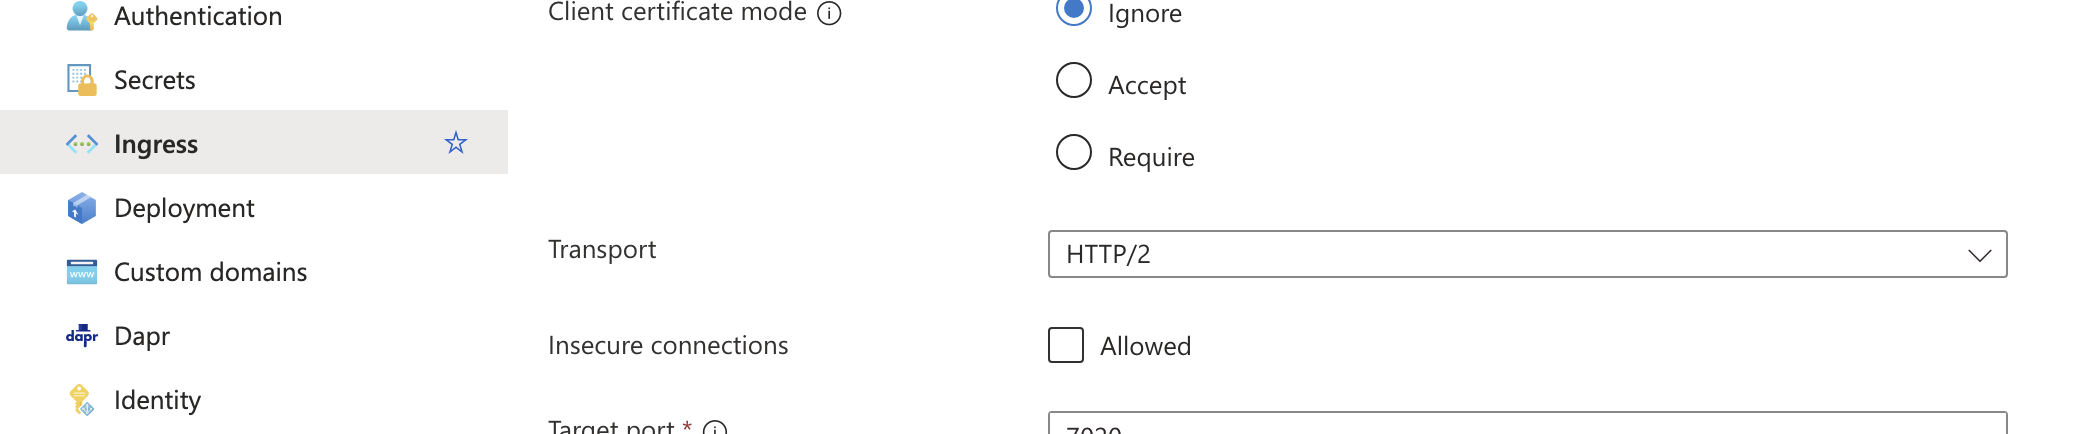 Authentication
Secrets
Ingress
Deployment
www
Custom domains
dapr
Dapr
Identity
Client certificate mode
Ignore
Accept
Require
Transport
HTTP/2
Insecure connections
Allowed
Target port *